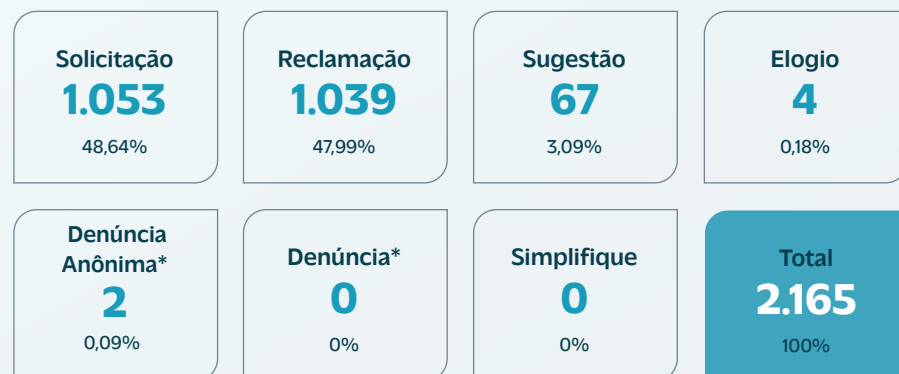 Solicitação
1.053
48,64%
Reclamação
1.039
47,99%
Sugestão
67
3,09%
Elogio
4
0,18%
Denúncia
Anônima*
2
0,09%
Denúncia*
0
0%
Simplifique
0
0%
Total
2.165
100%